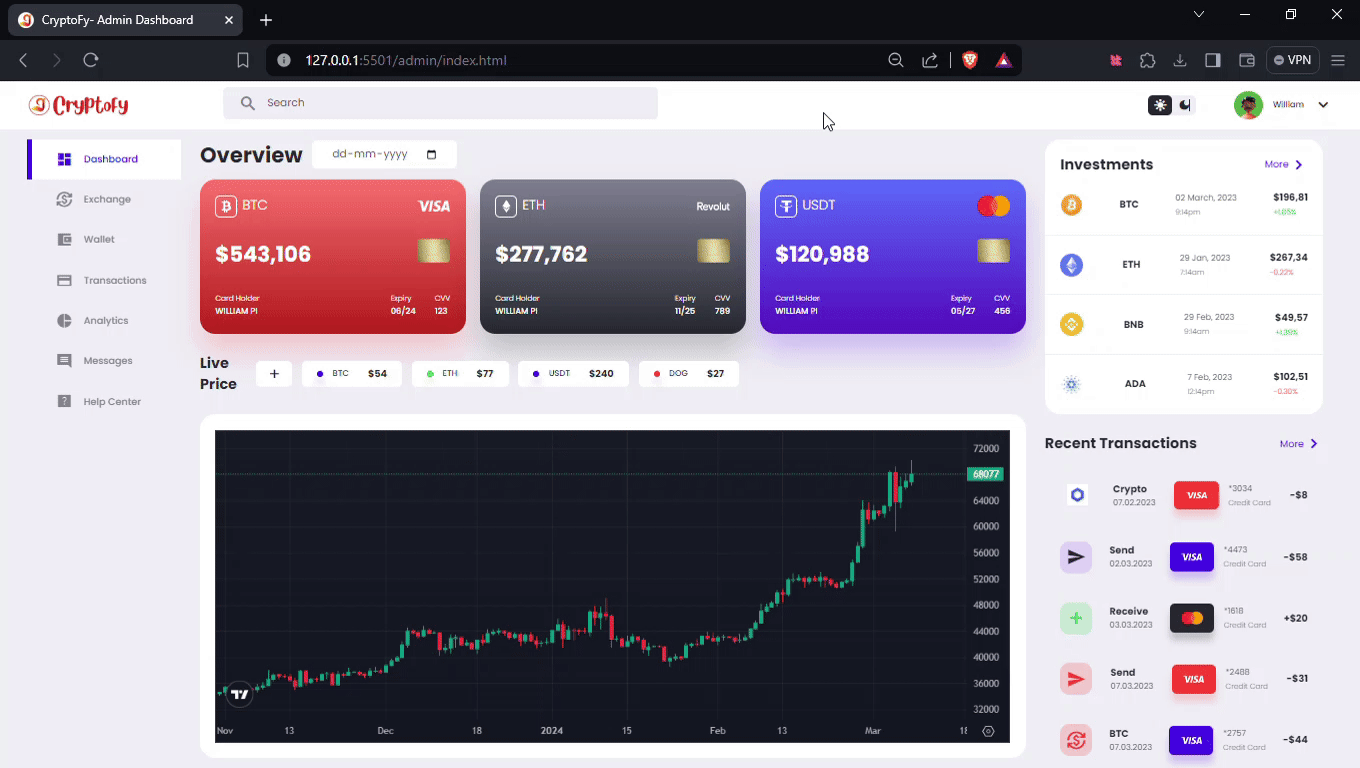 CryptoFy- Admin Dashboard
127.0.0.1:5501/admin/index.html
VPN
Cryptofy
Search
William
Dashboard
Exchange
Wallet
Transactions
Analytics
Messages
Help Center
Overview
dd-mm-yyyy
BTC
VISA
$543,106
Card Holder
Expiry
CVV
WILLIAM PI
06/24
123
ETH
Revolut
$277,762
Card Holder
Expiry
CVV
WILLIAM PI
11/25
789
USDT
$120,988
Card Holder
Expiry
CVV
WILLIAM PI
05/27
456
Live
Price
+
BTC $54
ETH $77
USDT $240
DOG $27
72000
68077
64000
60000
56000
52000
48000
44000
40000
36000
32000
Nov 13 Dec 18 2024 15 Feb 13 Mar 18
Investments
More
BTC
02 March, 2023
9:14pm
$196,81
+1.05%
ETH
29 Jan, 2023
7:14am
$267,34
-0.22%
BNB
29 Feb, 2023
9:14am
$49,57
+1.39%
ADA
7 Feb, 2023
12:14pm
$102,51
-0.30%
Recent Transactions
More
Crypto
07.02.2023
VISA
*3034
Credit Card
-$8
Send
02.03.2023
VISA
*4473
Credit Card
-$58
Receive
03.03.2023
*1618
Credit Card
+$20
Send
07.03.2023
VISA
*2488
Credit Card
-$31
BTC
07.03.2023
VISA
*2757
Credit Card
-$44